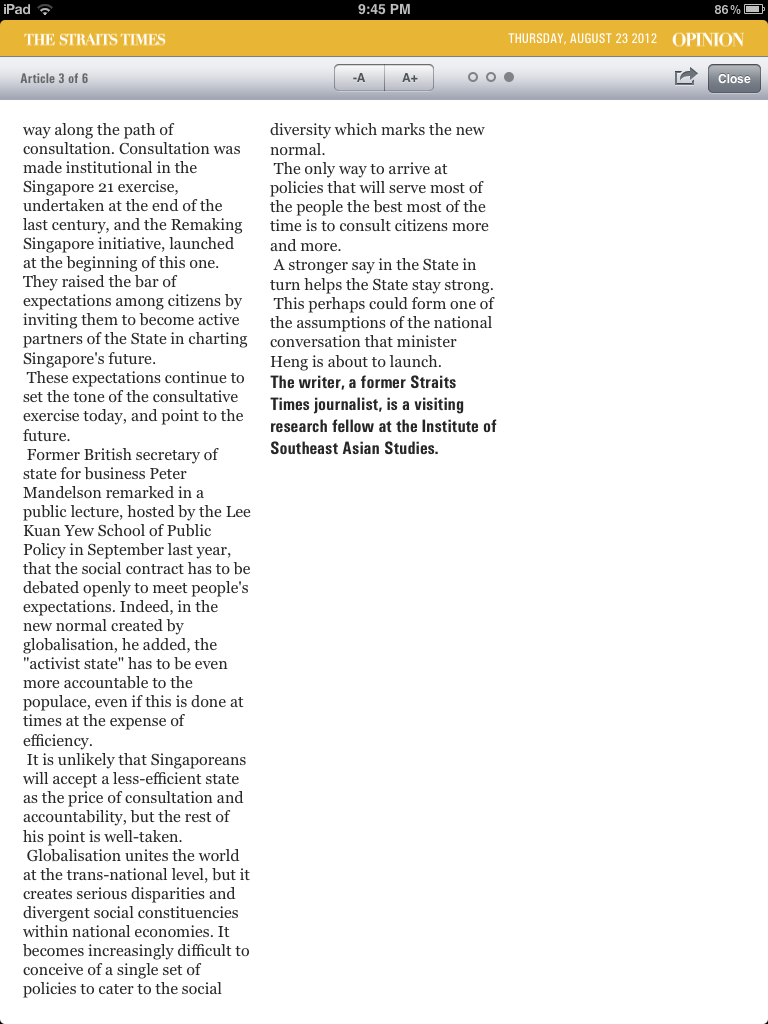 iPad
9:45 PM
86%
THE STRAITS TIMES
THURSDAY, AUGUST 23 2012
OPINION
Article 3 of 6
-A
A+
Close
way along the path of
consultation. Consultation was
made institutional in the
Singapore 21 exercise,
undertaken at the end of the
last century, and the Remaking
Singapore initiative, launched
at the beginning of this one.
They raised the bar of
expectations among citizens by
inviting them to become active
partners of the State in charting
Singapore's future.
These expectations continue to
set the tone of the consultative
exercise today, and point to the
future.
Former British secretary of
state for business Peter
Mandelson remarked in a
public lecture, hosted by the Lee
Kuan Yew School of Public
Policy in September last year,
that the social contract has to be
debated openly to meet people's
expectations. Indeed, in the
new normal created by
globalisation, he added, the
"activist state" has to be even
more accountable to the
populace, even if this is done at
times at the expense of
efficiency.
It is unlikely that Singaporeans
will accept a less-efficient state
as the price of consultation and
accountability, but the rest of
his point is well-taken.
Globalisation unites the world
at the trans-national level, but it
creates serious disparities and
divergent social constituencies
within national economies. It
becomes increasingly difficult to
conceive of a single set of
policies to cater to the social
diversity which marks the new
normal.
The only way to arrive at
policies that will serve most of
the people the best most of the
time is to consult citizens more
and more.
A stronger say in the State in
turn helps the State stay strong.
This perhaps could form one of
the assumptions of the national
conversation that minister
Heng is about to launch.
The writer, a former Straits
Times journalist, is a visiting
research fellow at the Institute of
Southeast Asian Studies.